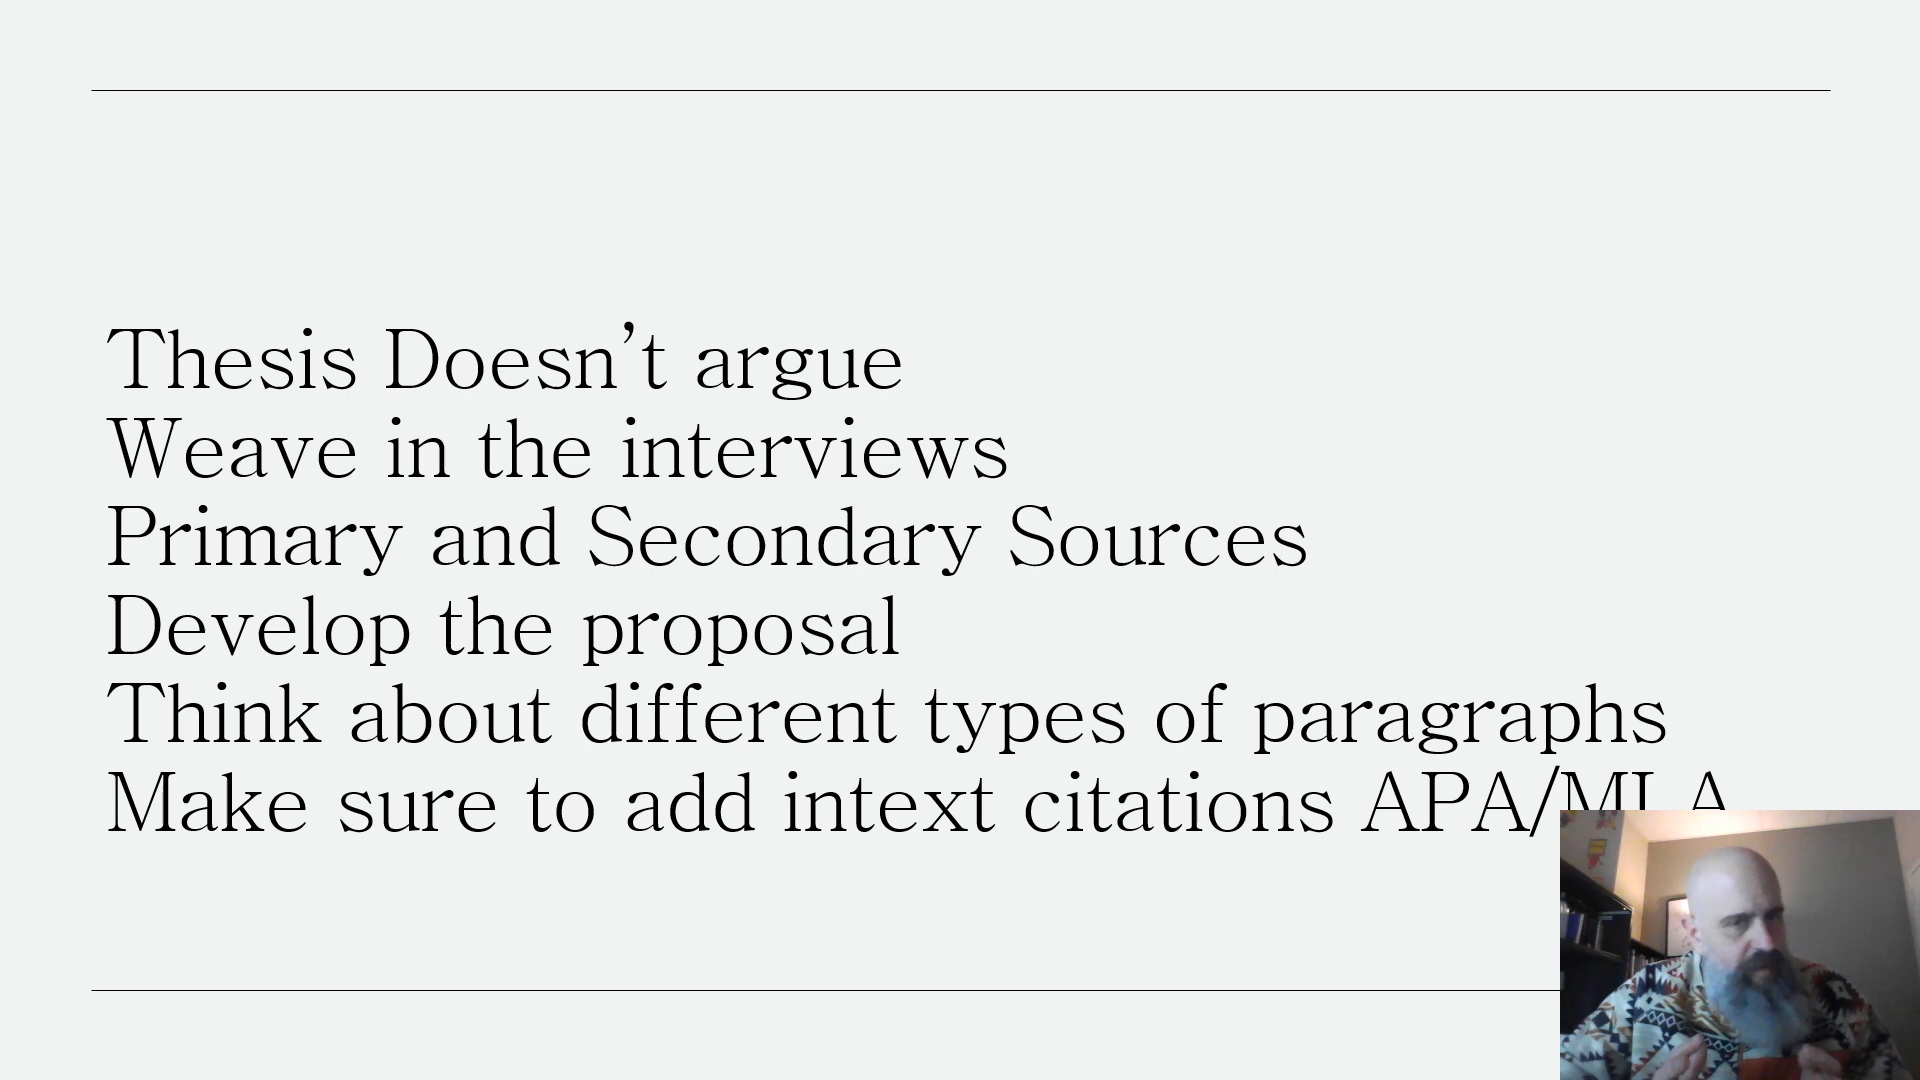 Thesis Doesn’t argue
Weave in the interviews
Primary and Secondary Sources
Develop the proposal
Think about different types of paragraphs
Make sure to add intext citations APA/MLA